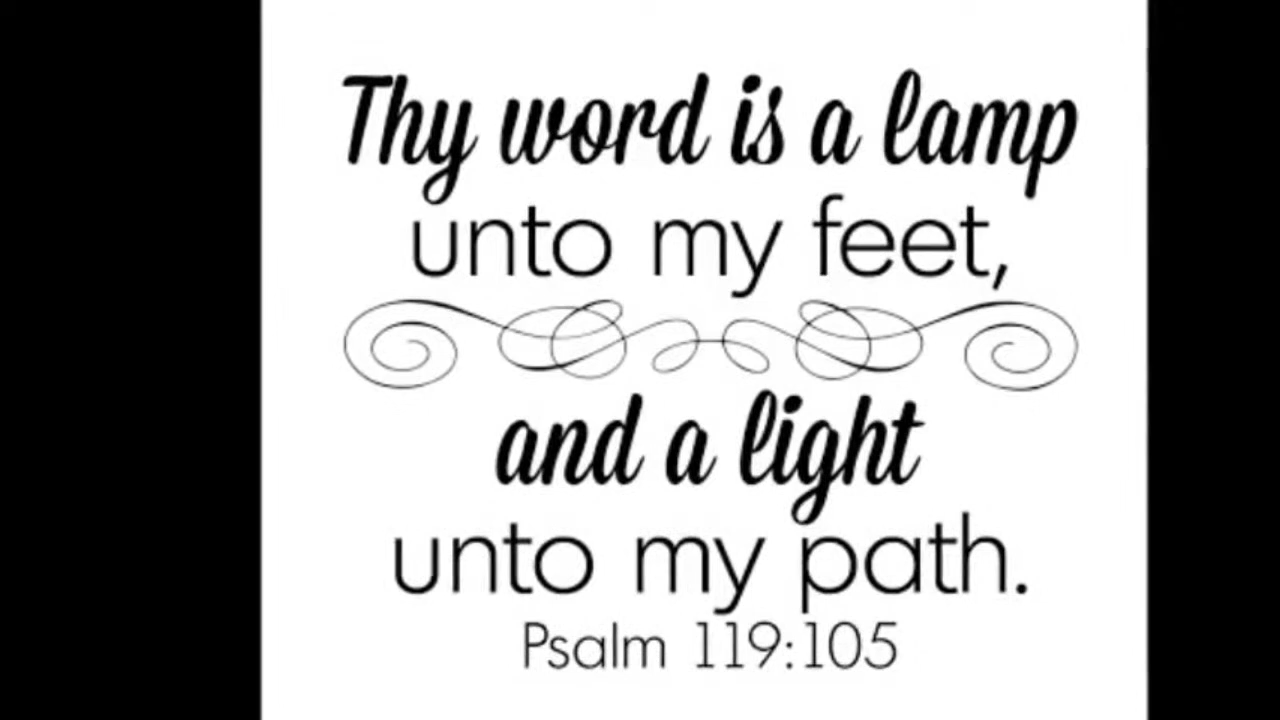 Thy word is a lamp
unto my feet,
and a light
unto my path.
Psalm 119:105